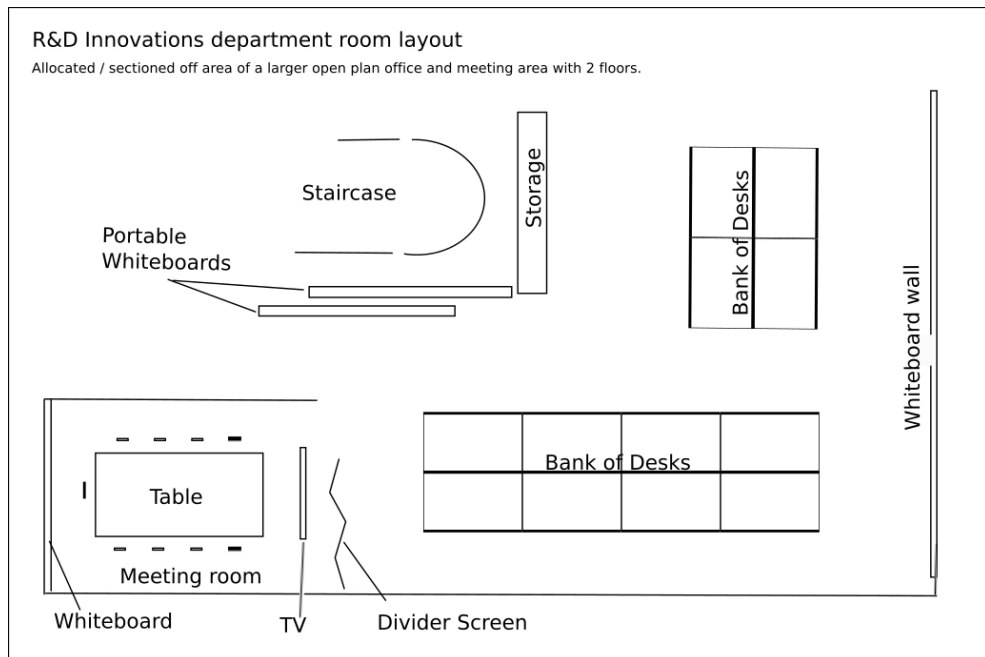 R&D Innovations department room layout
Allocated / sectioned off area of a larger open plan office and meeting area with 2 floors.
Staircase
Storage
Bank of Desks
Portable
Whiteboards
Whiteboard wall
Bank of Desks
Table
Meeting room
Whiteboard
TV
Divider Screen